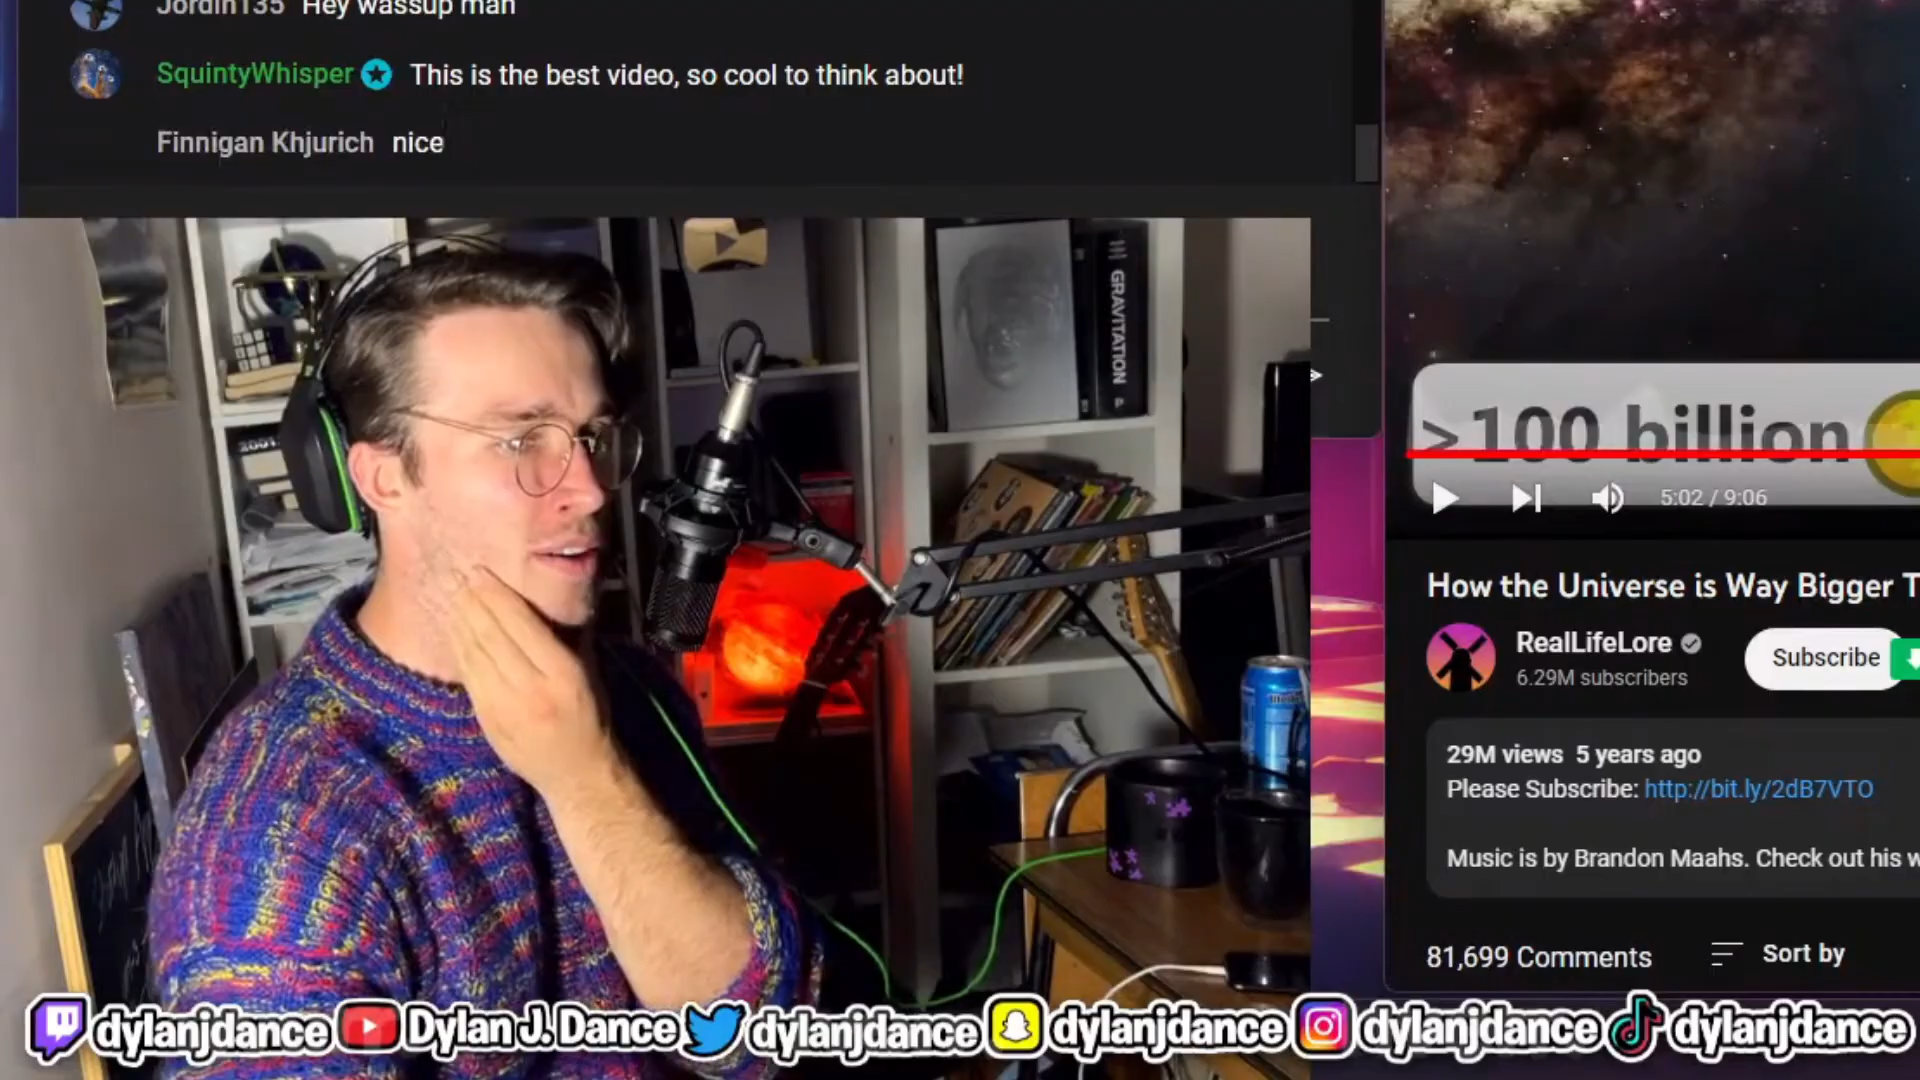 Jordin135 Hey wassup man
SquintyWhisper This is the best video, so cool to think about!
Finnigan Khjurich nice
GRAVITATION
2001
>100 billion
5:02 / 9:06
How the Universe is Way Bigger T
RealLifeLore
6.29M subscribers
Subscribe
29M views 5 years ago
Please Subscribe: http://bit.ly/2dB7VTO
Music is by Brandon Maahs. Check out his w
81,699 Comments
Sort by
dylanjdance Dylan J. Dance dylanjdance dylanjdance dylanjdance dylanjdance